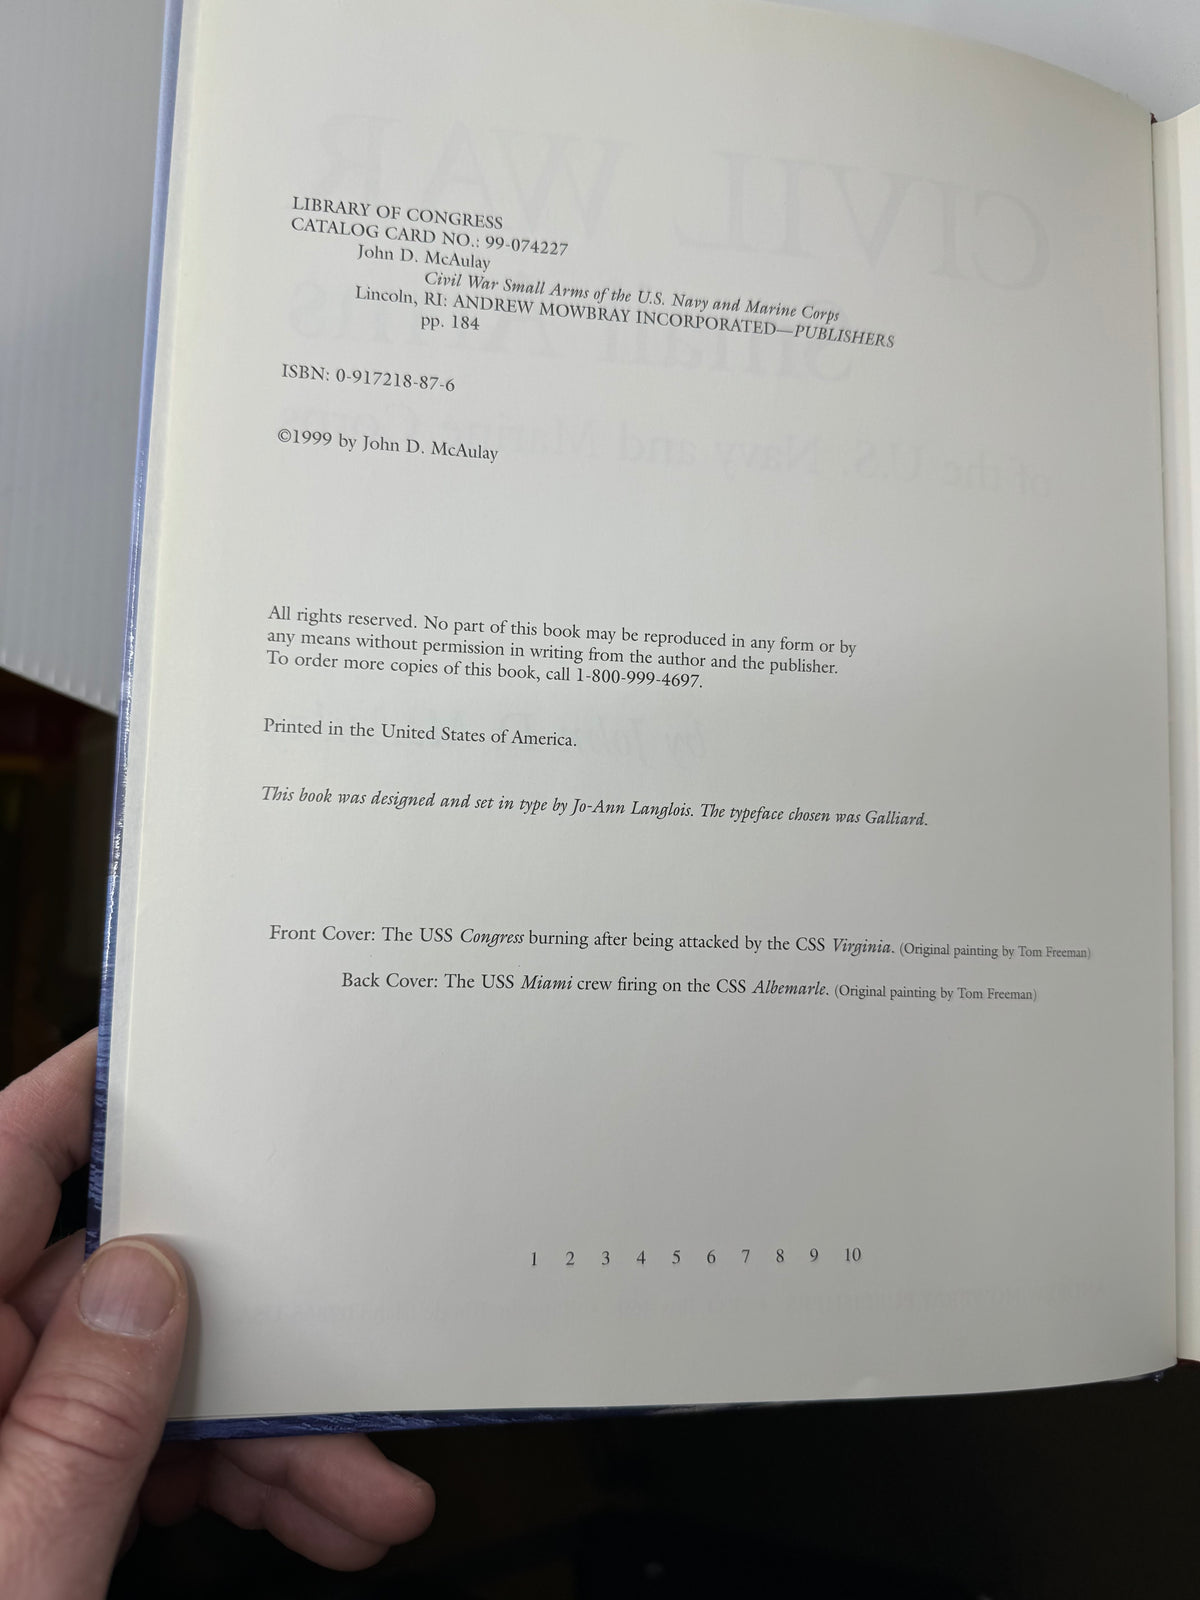 LIBRARY OF CONGRESS
CATALOG CARD NO.: 99-074227
John D. McAulay
Civil War Small Arms of the U.S. Navy and Marine Corps
Lincoln, RI: ANDREW MOWBRAY INCORPORATED—PUBLISHERS
pp. 184
ISBN: 0-917218-87-6
©1999 by John D. McAulay
All rights reserved. No part of this book may be reproduced in any form or by
any means without permission in writing from the author and the publisher.
To order more copies of this book, call 1-800-999-4697.
Printed in the United States of America.
This book was designed and set in type by Jo-Ann Langlois. The typeface chosen was Galliard.
Front Cover: The USS Congress burning after being attacked by the CSS Virginia. (Original painting by Tom Freeman)
Back Cover: The USS Miami crew firing on the CSS Albemarle. (Original painting by Tom Freeman)
1 2 3 4 5 6 7 8 9 10